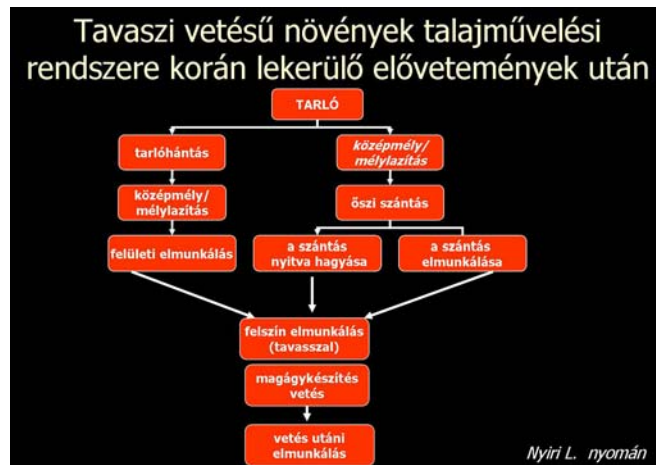 Tavaszi vetésű növények talajművelési
rendszere korán lekerülő elővetemények után
TARLÓ
tarlóhántás
középmély/
mélylazítás
középmély/
mélylazítás
őszi szántás
felületi elmunkálás
a szántás
nyitva hagyása
a szántás
elmunkálása
felszín elmunkálás
(tavasszal)
magágykészítés
vetés
vetés utáni
elmunkálás
Nyiri L. nyomán